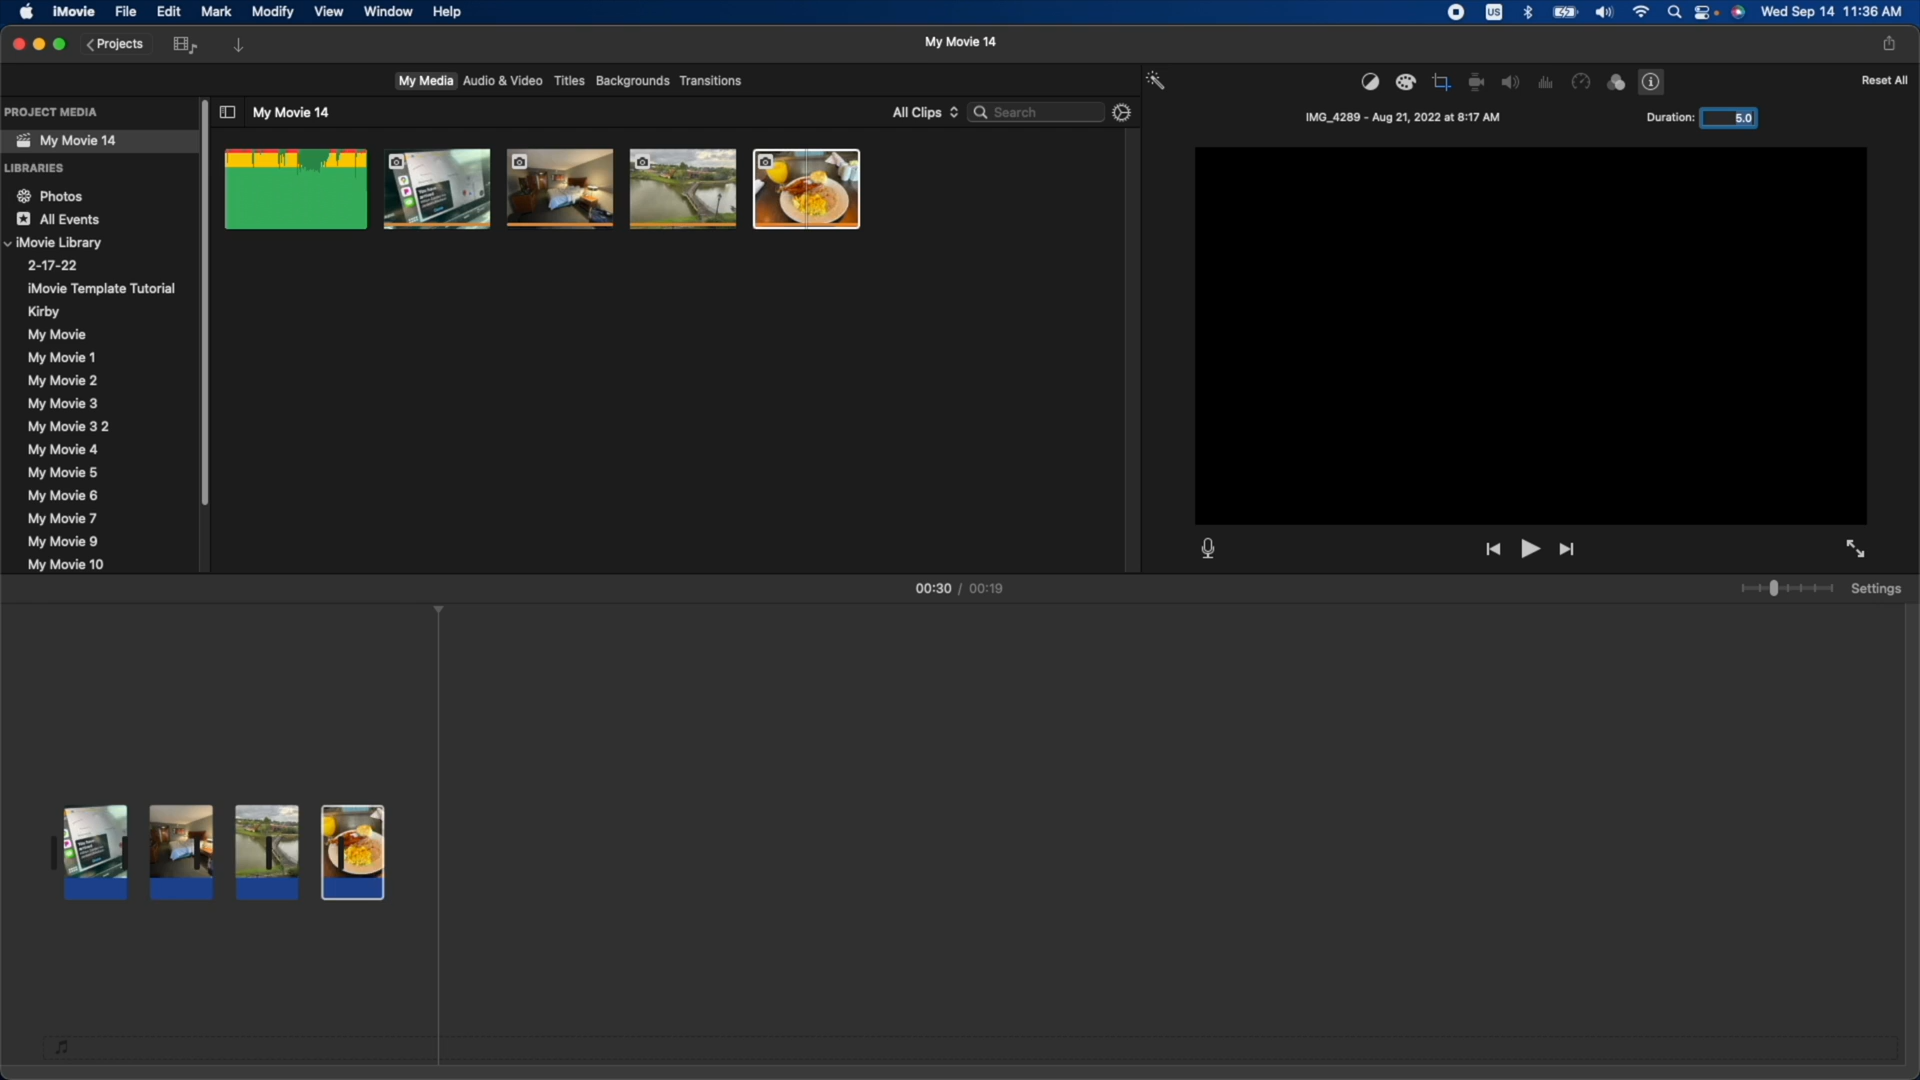 iMovie File Edit Mark Modify View Window Help
US Wed Sep 14 11:36 AM
Projects
My Movie 14
My Media Audio & Video Titles Backgrounds Transitions
Reset All
PROJECT MEDIA
My Movie 14
LIBRARIES
Photos
All Events
iMovie Library
2-17-22
iMovie Template Tutorial
Kirby
My Movie
My Movie 1
My Movie 2
My Movie 3
My Movie 3 2
My Movie 4
My Movie 5
My Movie 6
My Movie 7
My Movie 9
My Movie 10
My Movie 14
All Clips
Search
IMG_4289 - Aug 21, 2022 at 8:17 AM
Duration: 5.0
00:30 / 00:19
Settings